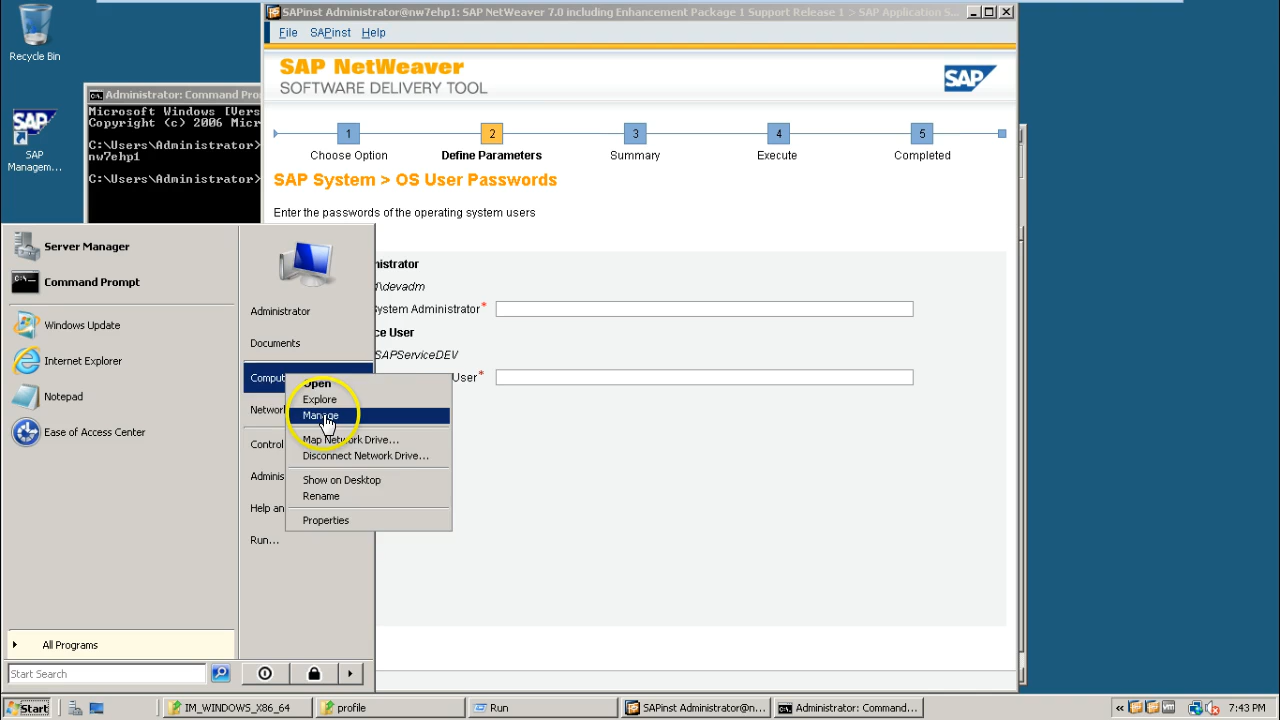 Recycle Bin
SAP
SAP
Managem...
Administrator: Command Pro
Microsoft Windows [Vers
Copyright (c) 2006 Micr
C:\Users\Administrator>
nw7ehp1
C:\Users\Administrator>
SAPinst Administrator@nw7ehp1: SAP NetWeaver 7.0 including Enhancement Package 1 Support Release 1 > SAP Application S...
File SAPinst Help
SAP NetWeaver
SOFTWARE DELIVERY TOOL
SAP
1 2 3 4 5
Choose Option Define Parameters Summary Execute Completed
SAP System > OS User Passwords
Enter the passwords of the operating system users
nistrator
\devadm
System Administrator*
ce User
SAPServiceDEV
User*
Server Manager
Command Prompt
Windows Update
Internet Explorer
Notepad
Ease of Access Center
All Programs
Start Search
Administrator
Documents
Comput
Network
Control
Adminis
Help an
Run...
Open
Explore
Manage
Map Network Drive...
Disconnect Network Drive...
Show on Desktop
Rename
Properties
Start
IM_WINDOWS_X86_64
profile
Run
SAPinst Administrator@n...
Administrator: Command...
7:43 PM